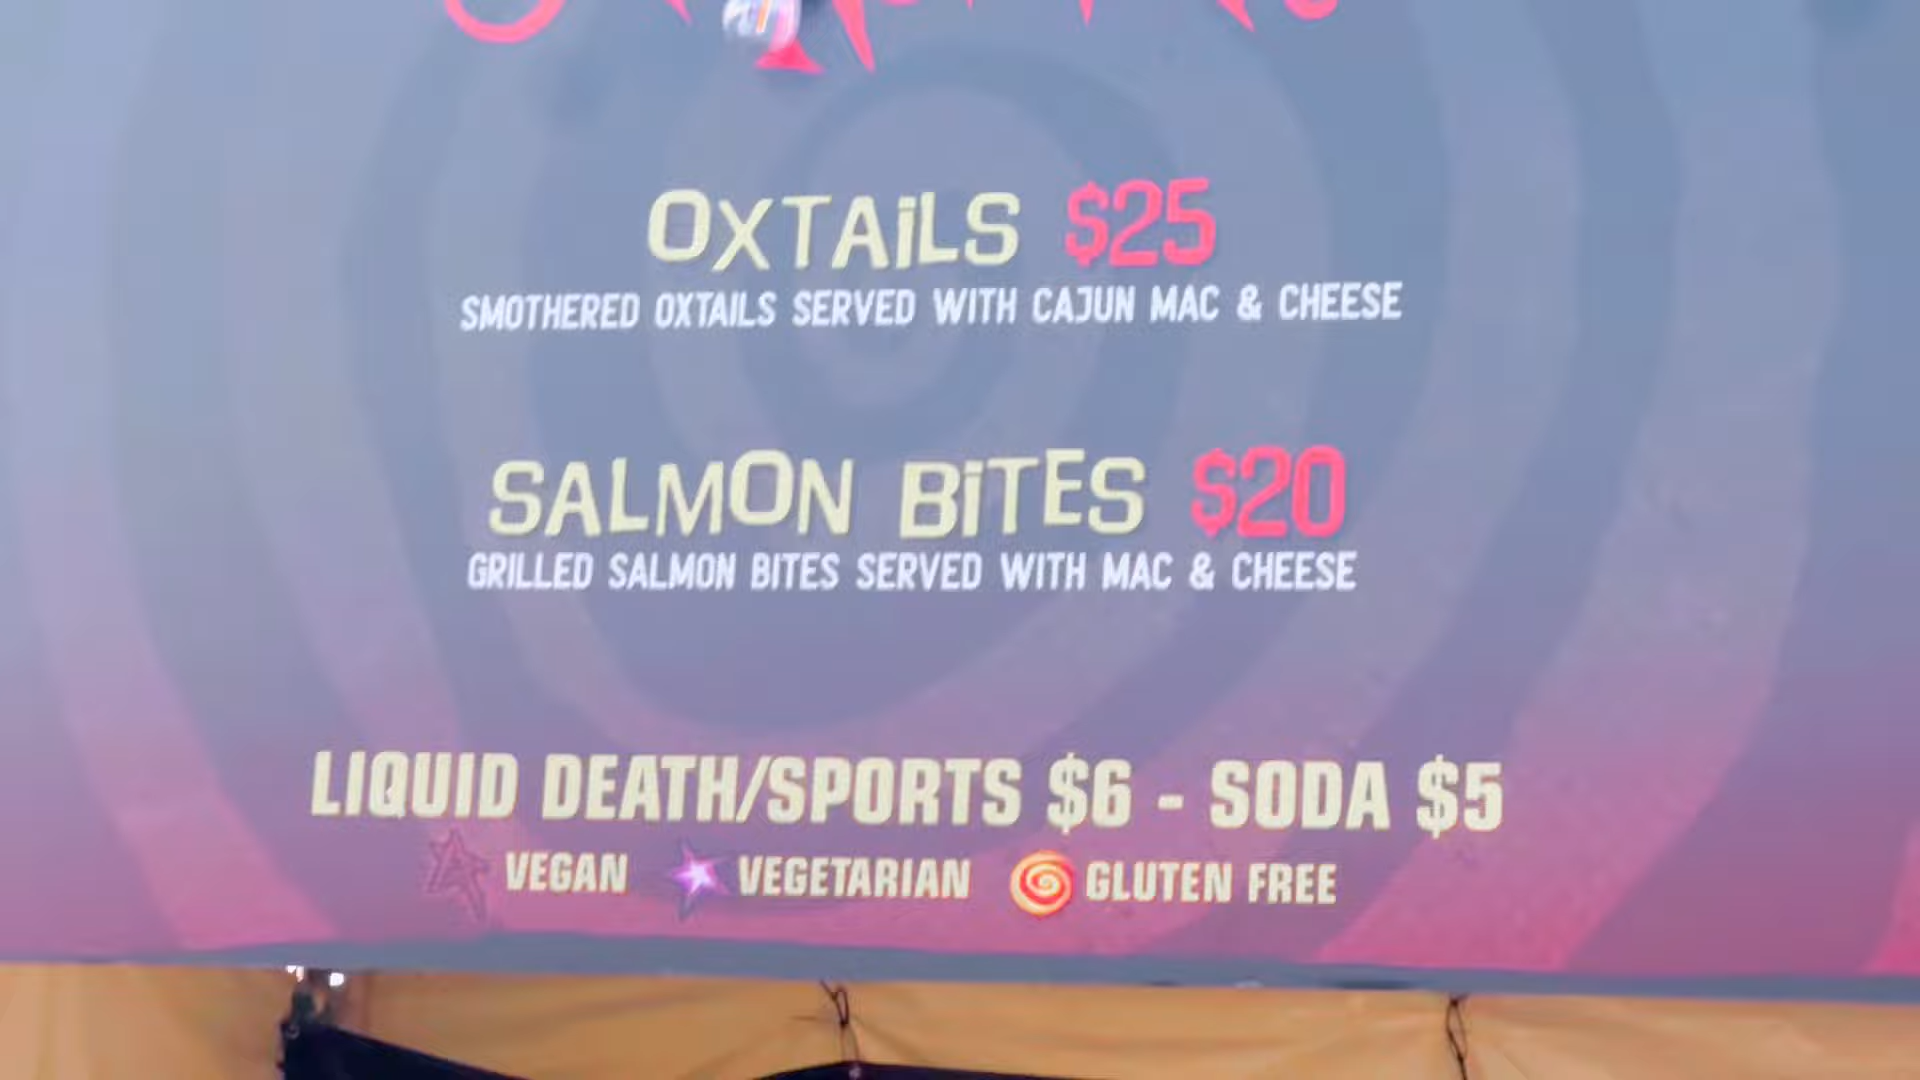 OXTAILS $25
SMOTHERED OXTAILS SERVED WITH CAJUN MAC & CHEESE
SALMON BITES $20
GRILLED SALMON BITES SERVED WITH MAC & CHEESE
LIQUID DEATH/SPORTS $6 - SODA $5
VEGAN VEGETARIAN GLUTEN FREE